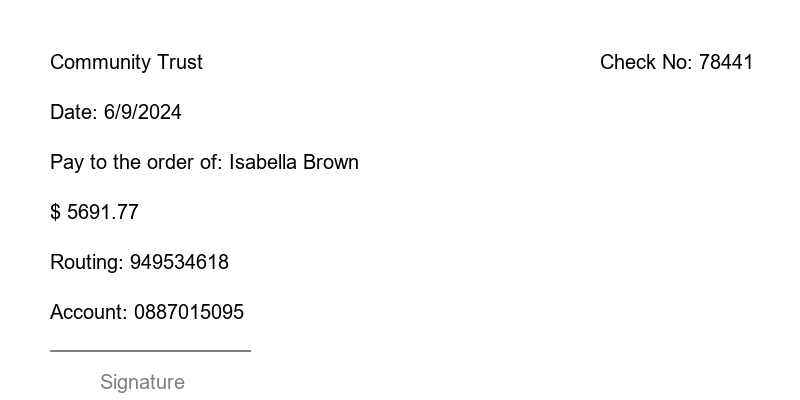 Community Trust
Check No: 78441
Date: 6/9/2024
Pay to the order of: Isabella Brown
$ 5691.77
Routing: 949534618
Account: 0887015095
Signature